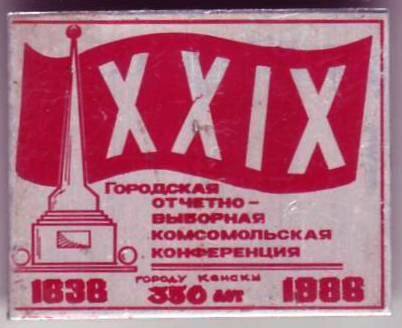 XXIX
ГОРОДСКАЯ
ОТЧЕТНО-
ВЫБОРНАЯ
КОМСОМОЛЬСКАЯ
КОНФЕРЕНЦИЯ
1636 ГОРОДУ КАНСКУ 1986
350 ЛЕТ